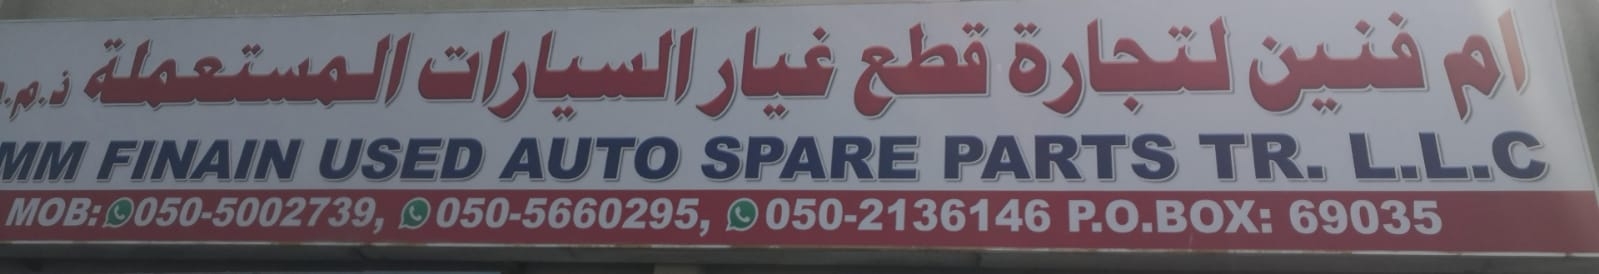 ام فنين لتجارة قطع غيار السيارات المستعملة ذ.م.
MM FINAIN USED AUTO SPARE PARTS TR. L.L.C
MOB: 050-5002739, 050-5660295, 050-2136146 P.O.BOX: 69035